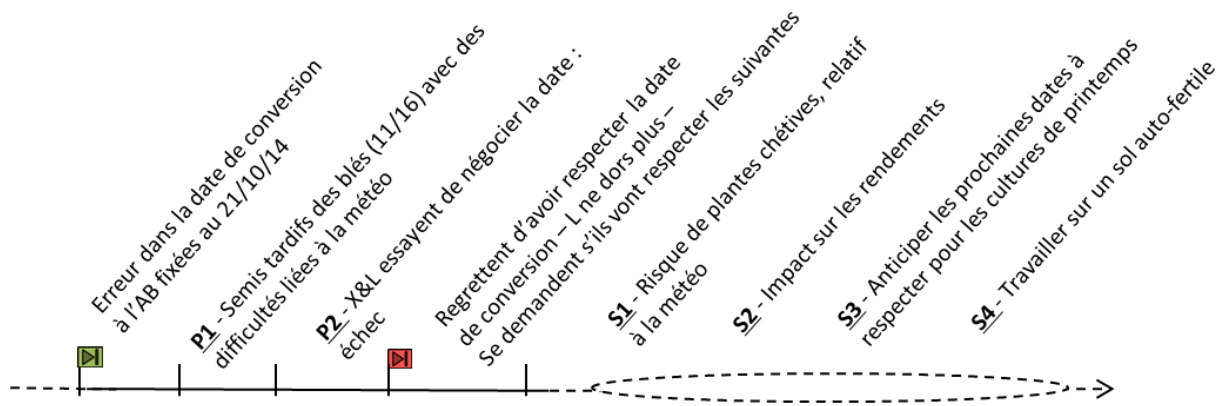 Erreur dans la date de conversion
à l'AB fixées au 21/10/14
P1 - Semis tardifs des blés (11/16) avec des
difficultés liées à la météo
P2 - X&L essayent de négocier la date :
échec
Regrettent d'avoir respecter la date
de conversion – L ne dors plus –
Se demandent s'ils vont respecter les suivantes
S1 - Risque de plantes chétives, relatif
à la météo
S2 - Impact sur les rendements
S3 - Anticiper les prochaines dates à
respecter pour les cultures de printemps
S4 - Travailler sur un sol auto-fertile